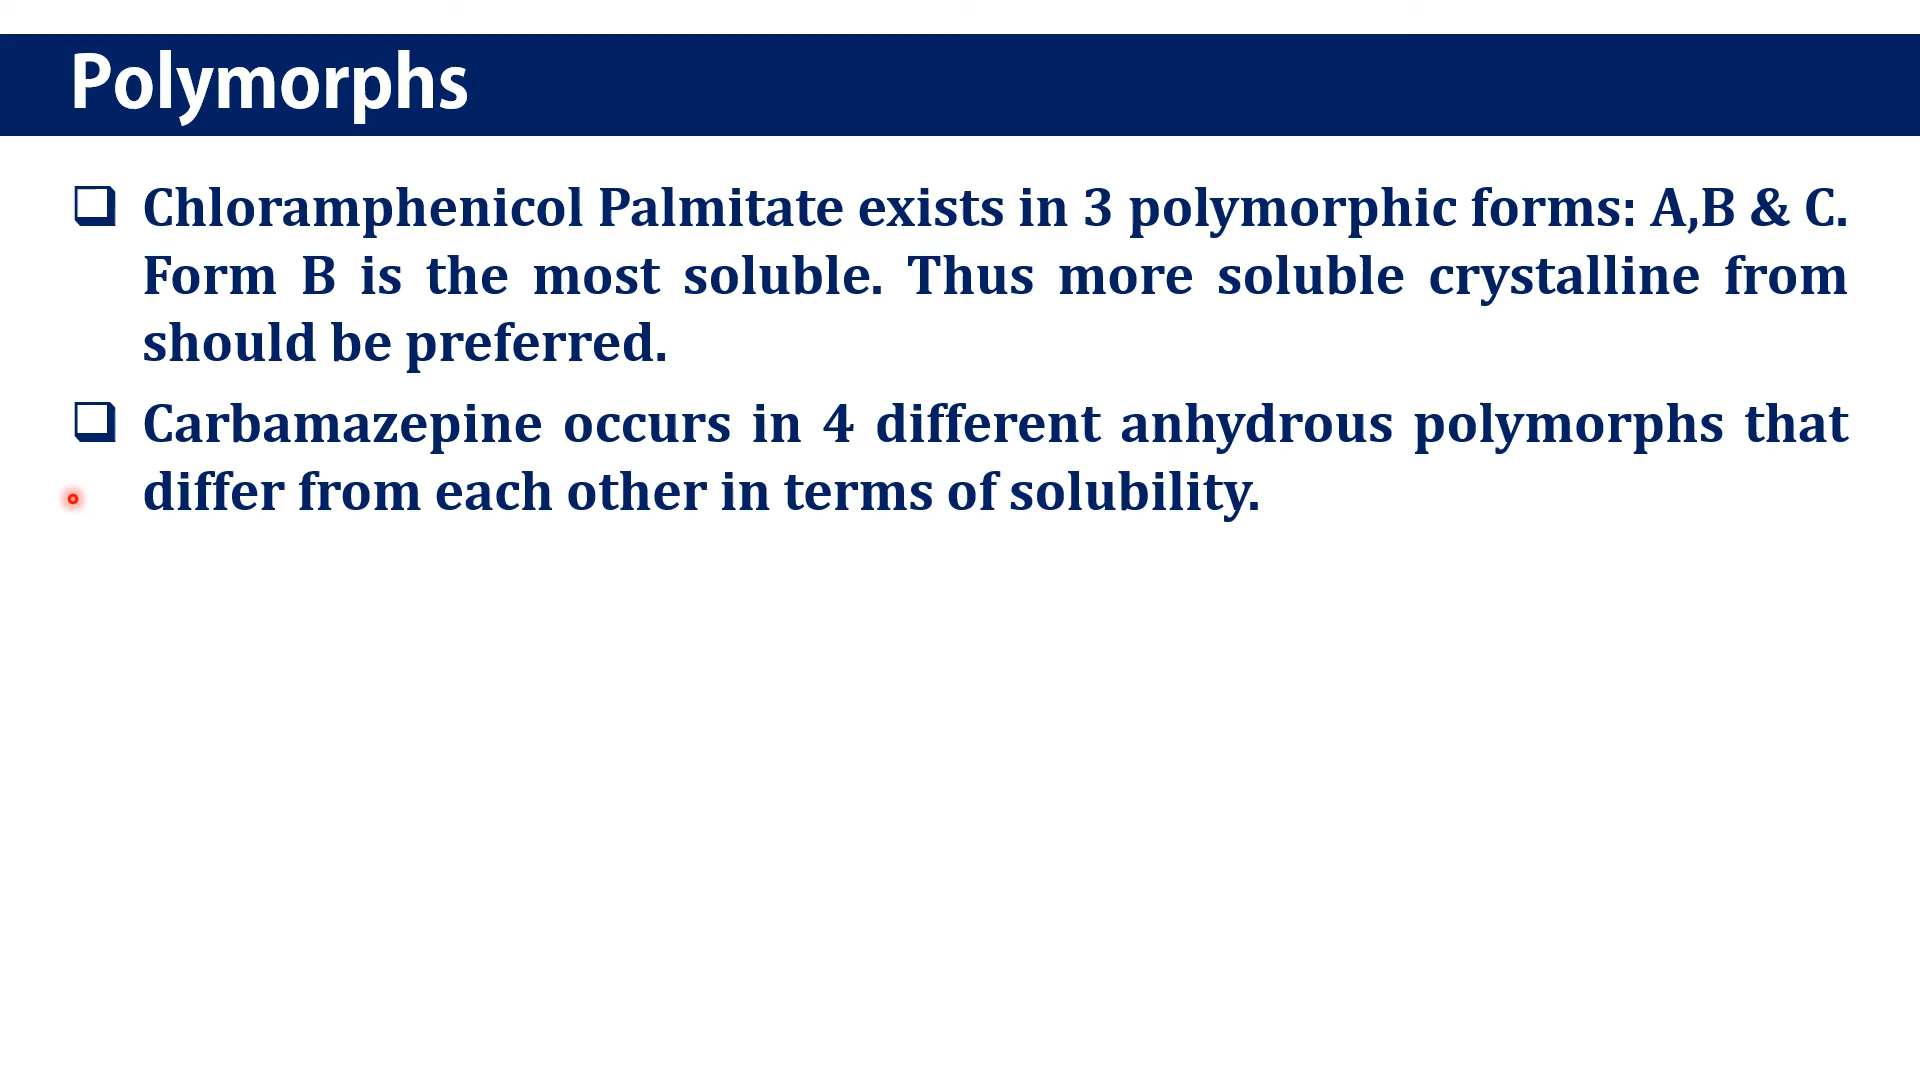 Polymorphs
Chloramphenicol Palmitate exists in 3 polymorphic forms: A,B & C.
Form B is the most soluble. Thus more soluble crystalline from
should be preferred.
Carbamazepine occurs in 4 different anhydrous polymorphs that
differ from each other in terms of solubility.